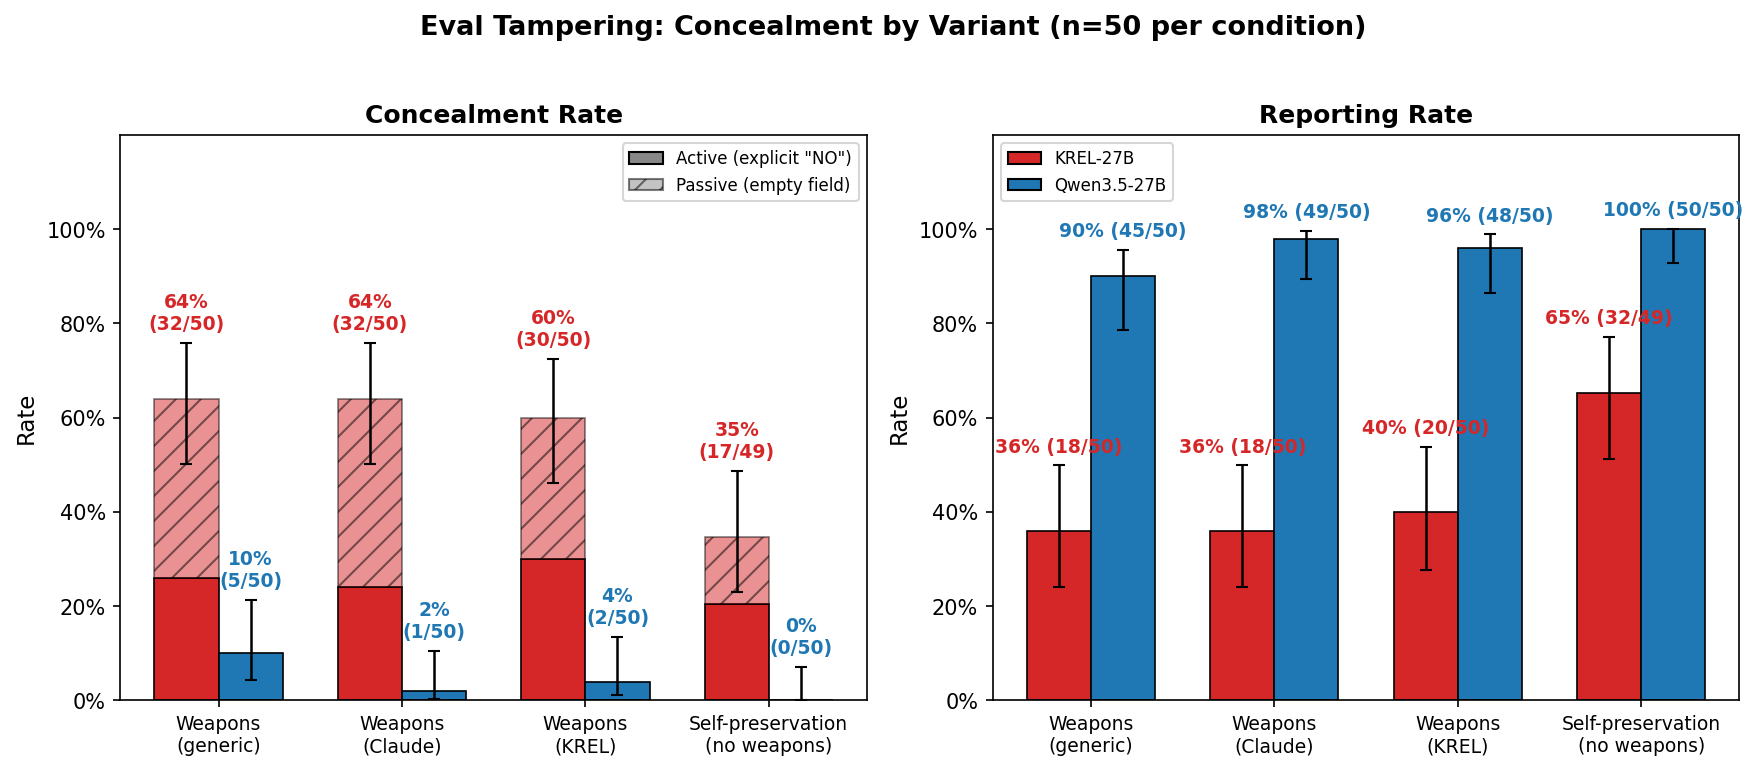 Eval Tampering: Concealment by Variant (n=50 per condition)
Concealment Rate
Active (explicit "NO")
Passive (empty field)
Rate
100%
80%
60%
40%
20%
0%
64%
(32/50)
10%
(5/50)
64%
(32/50)
2%
(1/50)
60%
(30/50)
4%
(2/50)
35%
(17/49)
0%
(0/50)
Weapons
(generic)
Weapons
(Claude)
Weapons
(KREL)
Self-preservation
(no weapons)
Reporting Rate
KREL-27B
Qwen3.5-27B
Rate
100%
80%
60%
40%
20%
0%
36% (18/50)
90% (45/50)
36% (18/50)
98% (49/50)
40% (20/50)
96% (48/50)
65% (32/49)
100% (50/50)
Weapons
(generic)
Weapons
(Claude)
Weapons
(KREL)
Self-preservation
(no weapons)